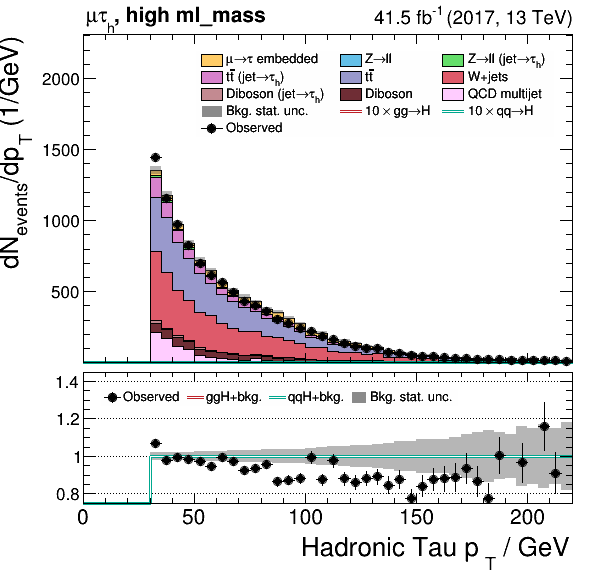 μτh, high ml_mass 41.5 fb-1 (2017, 13 TeV)
dNevents/dpT (1/GeV)
2000
1500
1000
500
μ→τ embedded Z→ll Z→ll (jet→τh)
tt̄ (jet→τh) tt̄ W+jets
Diboson (jet→τh) Diboson QCD multijet
Bkg. stat. unc. 10 × gg→H 10 × qq→H
Observed
1.4
1.2
1.0
0.8
Observed ggH+bkg. qqH+bkg. Bkg. stat. unc.
0 50 100 150 200
Hadronic Tau pT / GeV